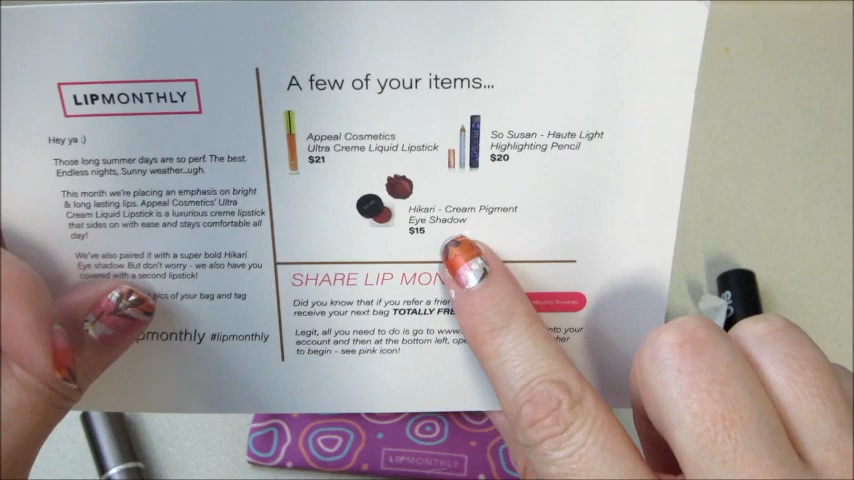 LIPMONTHLY
Hey ya :)
Those long summer days are so perf. The best.
Endless nights, Sunny weather...ugh.
This month we're placing an emphasis on bright
& long lasting lips. Appeal Cosmetics' Ultra
Cream Liquid Lipstick is a luxurious creme lipstick
that sides on with ease and stays comfortable all
day!
We've also paired it with a super bold Hikari
Eye shadow. But don't worry - we also have you
covered with a second lipstick!
pics of your bag and tag
pmonthly #lipmonthly
A few of your items...
Appeal Cosmetics
Ultra Creme Liquid Lipstick
$21
So Susan - Haute Light
Highlighting Pencil
$20
Hikari - Cream Pigment
Eye Shadow
$15
SHARE LIP MON
Did you know that if you refer a frien
receive your next bag TOTALLY FRE
Monthly Rewards
Legit, all you need to do is go to www. into your
account and then at the bottom left, ope
to begin - see pink icon!
LIPMONTHLY